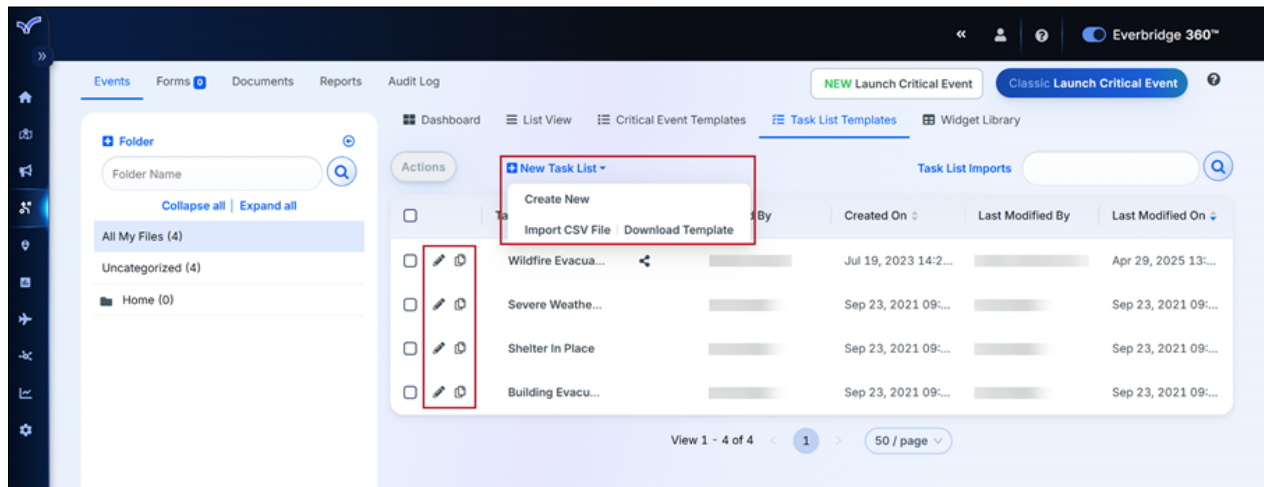 Everbridge 360™
Events Forms 0 Documents Reports Audit Log
NEW Launch Critical Event Classic Launch Critical Event
Dashboard List View Critical Event Templates Task List Templates Widget Library
Folder
Folder Name
Collapse all | Expand all
All My Files (4)
Uncategorized (4)
Home (0)
Actions New Task List Task List Imports
Create New
Import CSV File | Download Template
Ta d By Created On Last Modified By Last Modified On
Wildfire Evacua... Jul 19, 2023 14:2... Apr 29, 2025 13:...
Severe Weathe... Sep 23, 2021 09:... Sep 23, 2021 09:...
Shelter In Place Sep 23, 2021 09:... Sep 23, 2021 09:...
Building Evacu... Sep 23, 2021 09:... Sep 23, 2021 09:...
View 1 - 4 of 4 < 1 > 50 / page